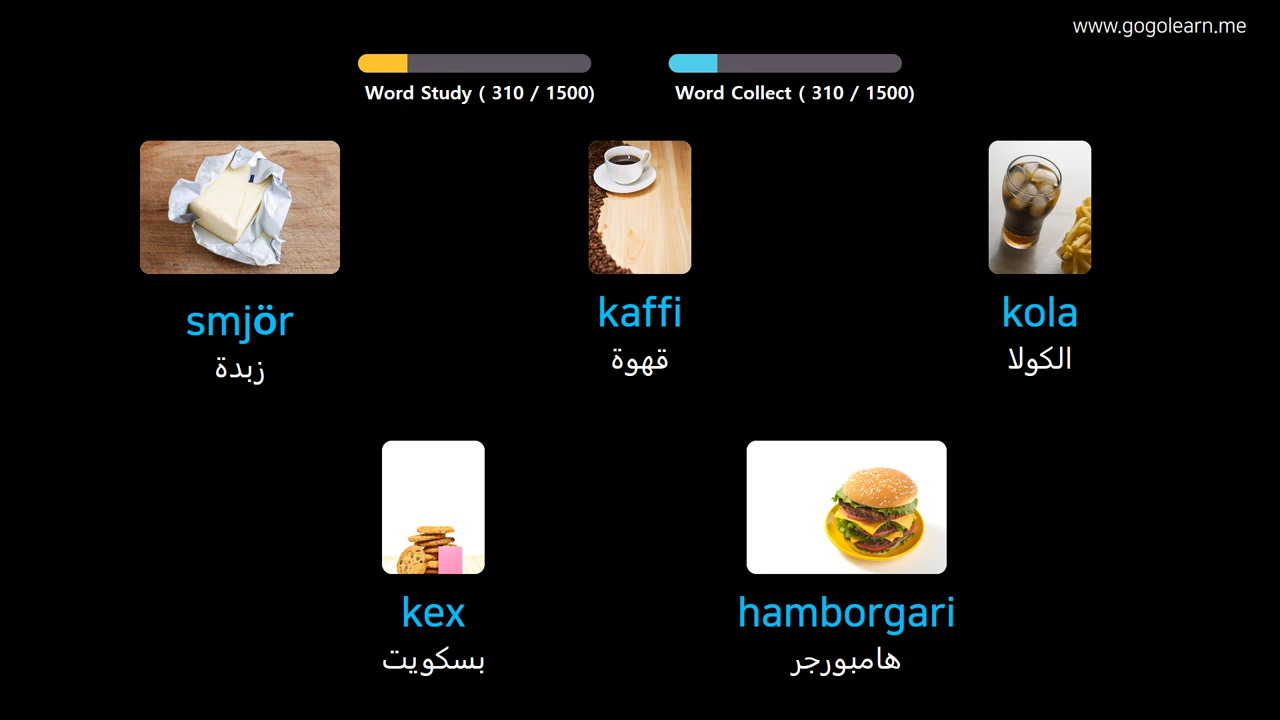 www.gogolearn.me
Word Study ( 310 / 1500)
Word Collect ( 310 / 1500)
smjör
زبدة
kaffi
قهوة
kola
الكولا
kex
بسكويت
hamborgari
هامبورجر